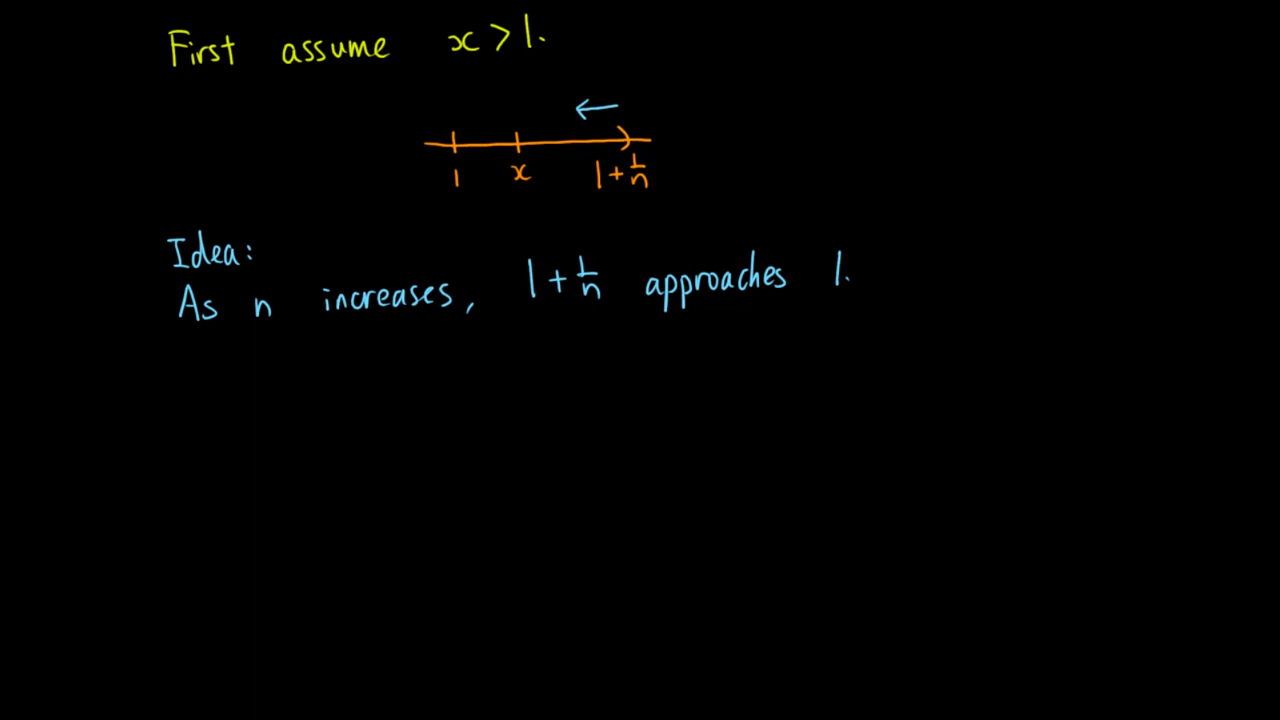 First assume x > 1.
1 x 1 + 1/n
Idea:
As n increases, 1 + 1/n approaches 1.